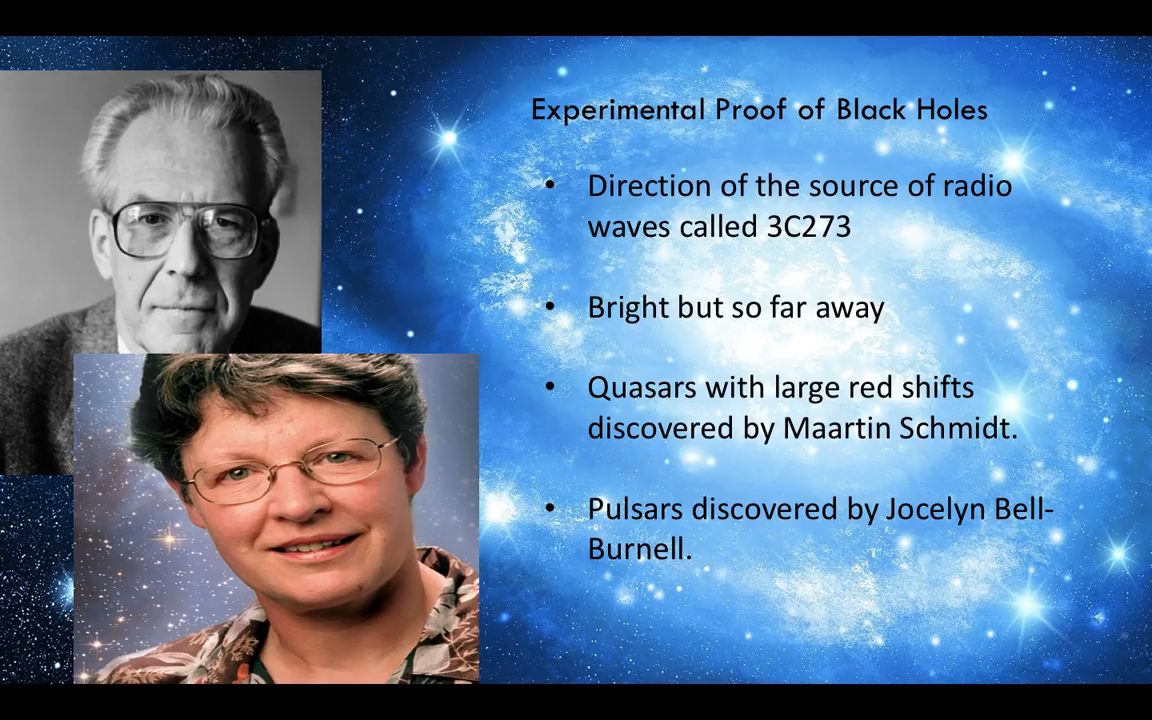 Experimental Proof of Black Holes
• Direction of the source of radio
waves called 3C273
• Bright but so far away
• Quasars with large red shifts
discovered by Maartin Schmidt.
• Pulsars discovered by Jocelyn Bell-
Burnell.